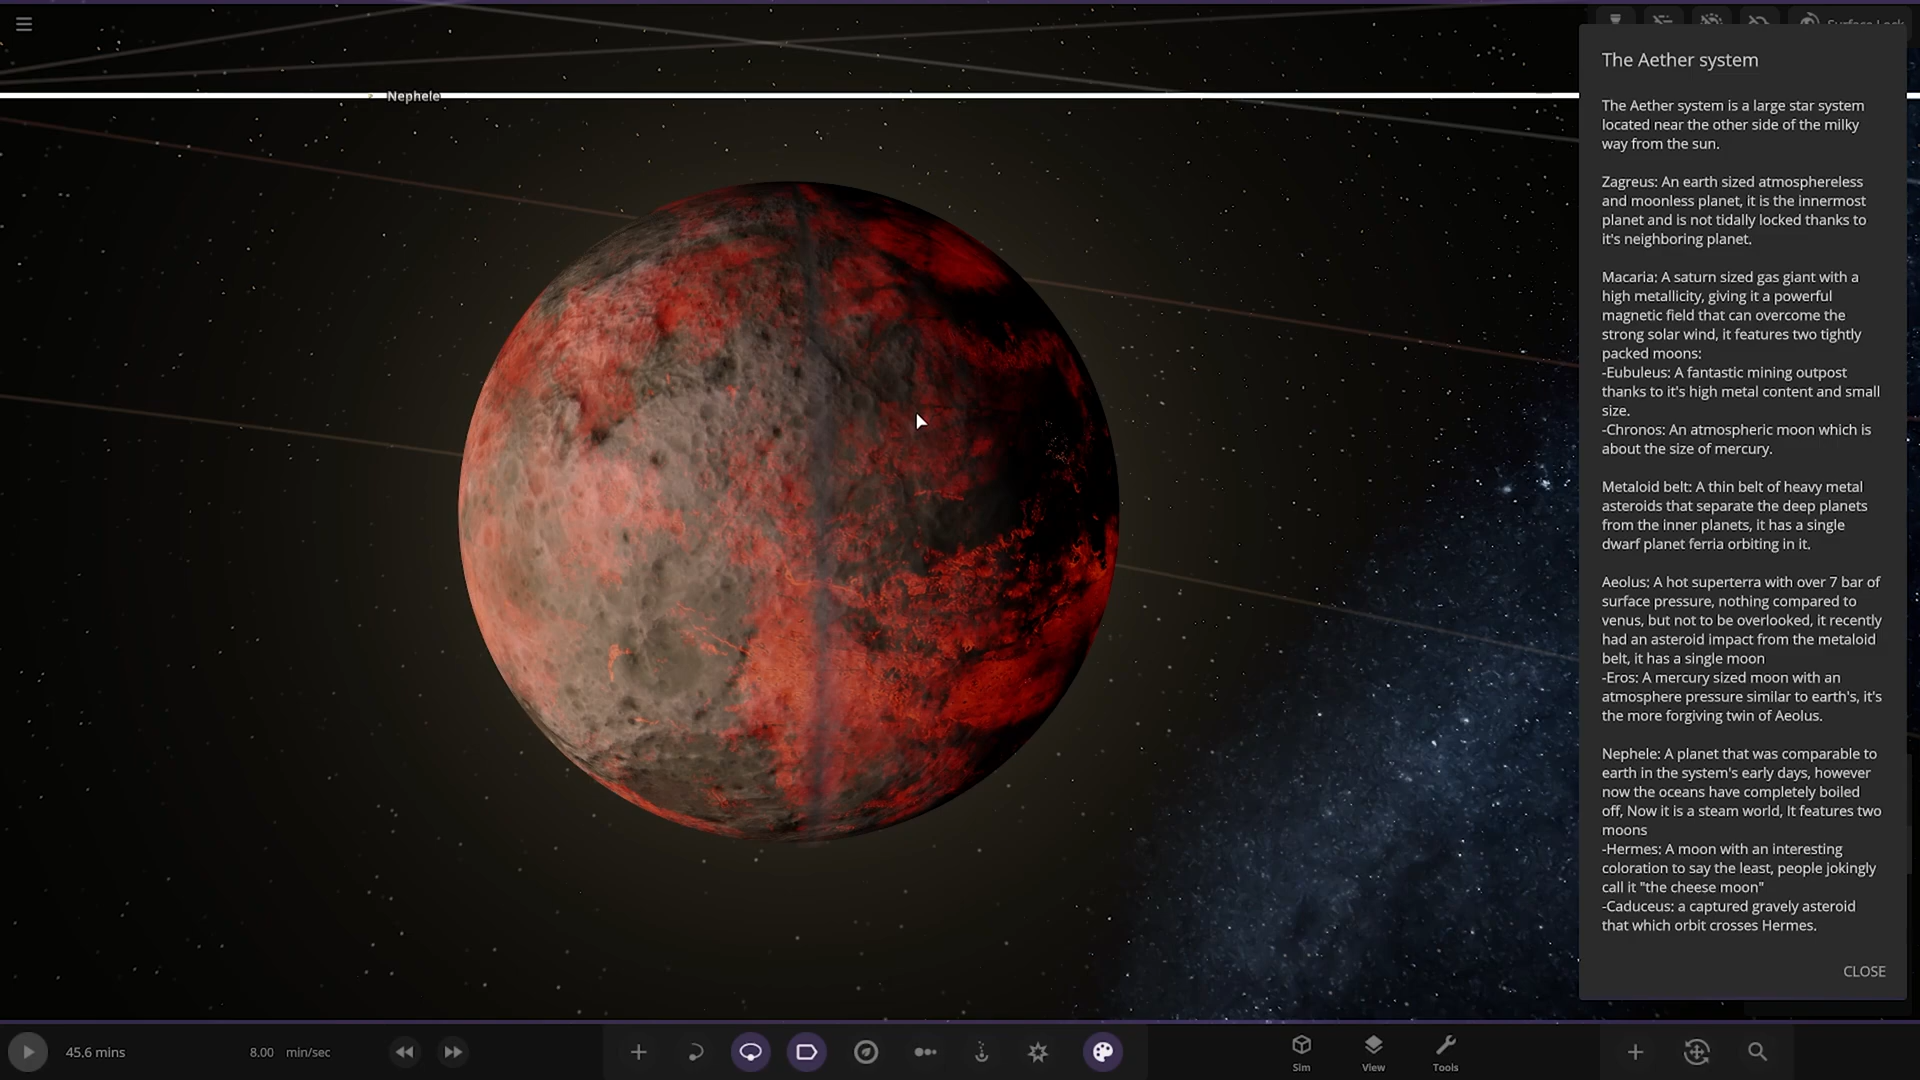 Surface Lock
Nephele
The Aether system
The Aether system is a large star system
located near the other side of the milky
way from the sun.
Zagreus: An earth sized atmosphereless
and moonless planet, it is the innermost
planet and is not tidally locked thanks to
it's neighboring planet.
Macaria: A saturn sized gas giant with a
high metallicity, giving it a powerful
magnetic field that can overcome the
strong solar wind, it features two tightly
packed moons:
-Eubuleus: A fantastic mining outpost
thanks to it's high metal content and small
size.
-Chronos: An atmospheric moon which is
about the size of mercury.
Metaloid belt: A thin belt of heavy metal
asteroids that separate the deep planets
from the inner planets, it has a single
dwarf planet ferria orbiting in it.
Aeolus: A hot superterra with over 7 bar of
surface pressure, nothing compared to
venus, but not to be overlooked, it recently
had an asteroid impact from the metaloid
belt, it has a single moon
-Eros: A mercury sized moon with an
atmosphere pressure similar to earth's, it's
the more forgiving twin of Aeolus.
Nephele: A planet that was comparable to
earth in the system's early days, however
now the oceans have completely boiled
off, Now it is a steam world, It features two
moons
-Hermes: A moon with an interesting
coloration to say the least, people jokingly
call it "the cheese moon"
-Caduceus: a captured gravely asteroid
that which orbit crosses Hermes.
CLOSE
45.6 mins
8.00 min/sec
Sim
View
Tools